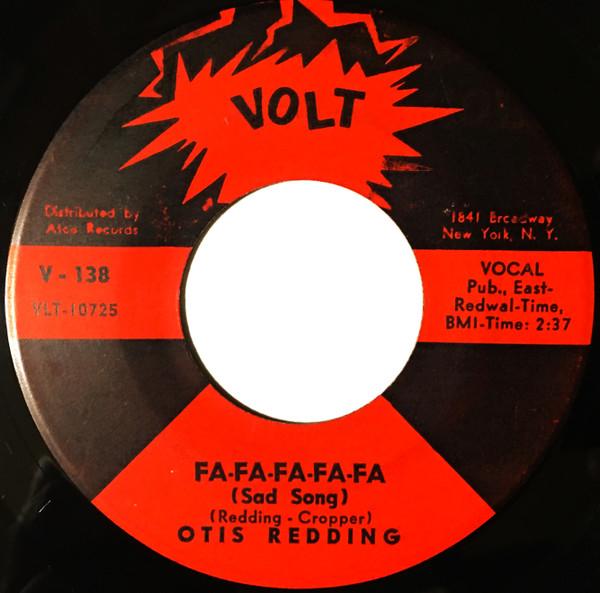 VOLT
Distributed by
Atco Records
1841 Broadway
New York, N. Y.
V - 138
VLT-10725
VOCAL
Pub., East-
Redwal-Time,
BMI-Time: 2:37
FA-FA-FA-FA-FA
(Sad Song)
(Redding - Cropper)
OTIS REDDING